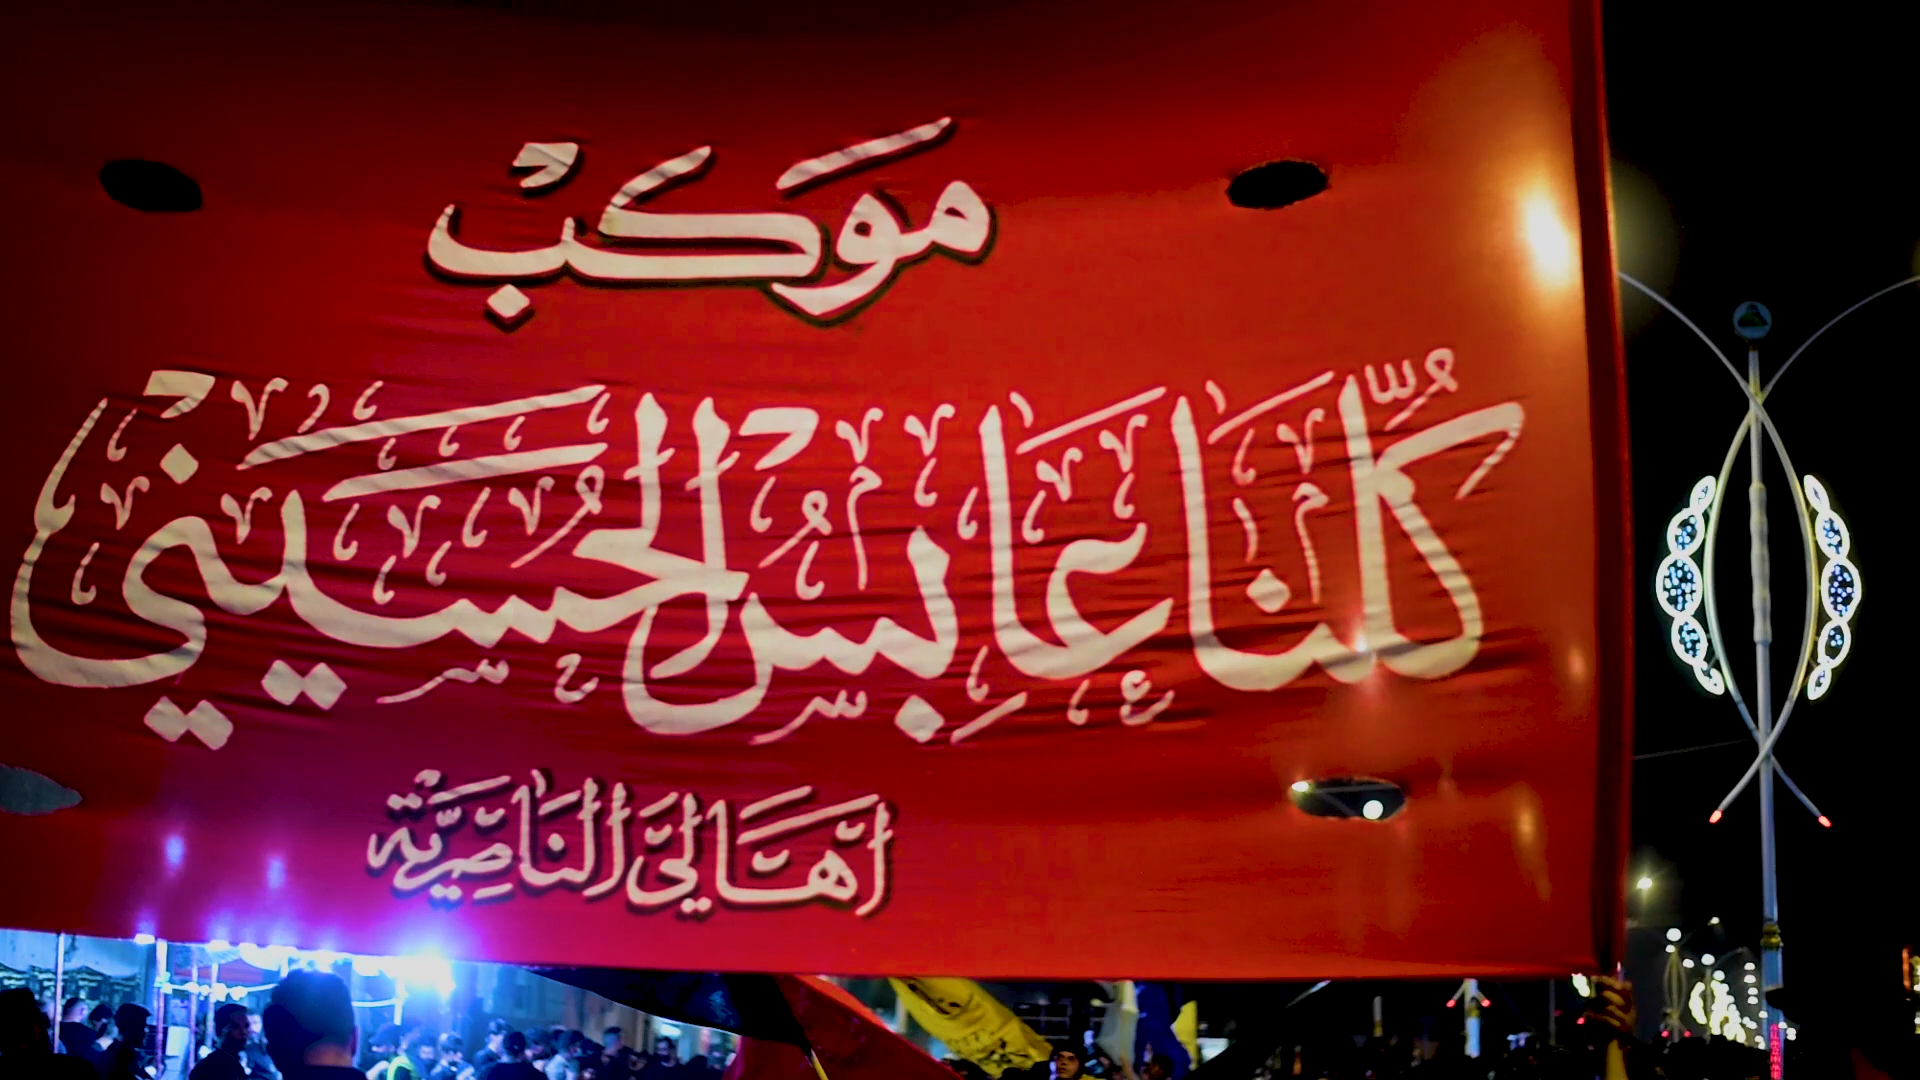 موكب
كلنا عابس الحسيني
أهالي الناصرية